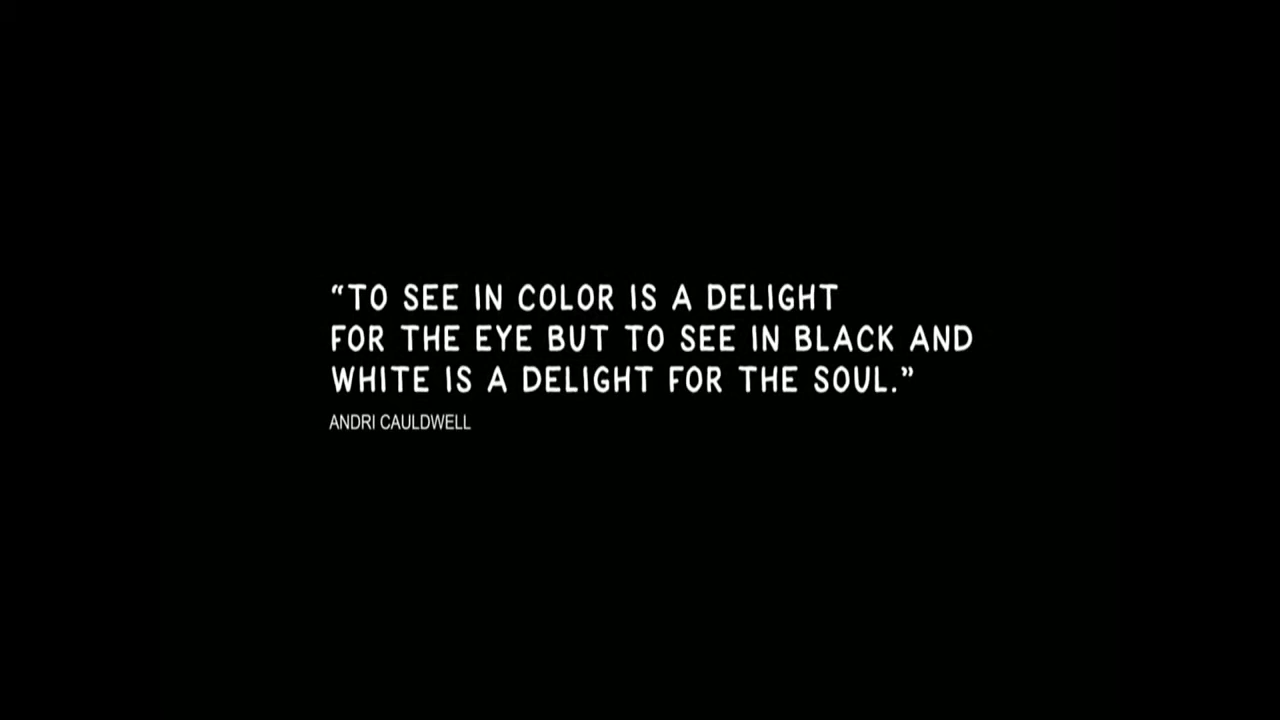 “TO SEE IN COLOR IS A DELIGHT
FOR THE EYE BUT TO SEE IN BLACK AND
WHITE IS A DELIGHT FOR THE SOUL.”
ANDRI CAULDWELL